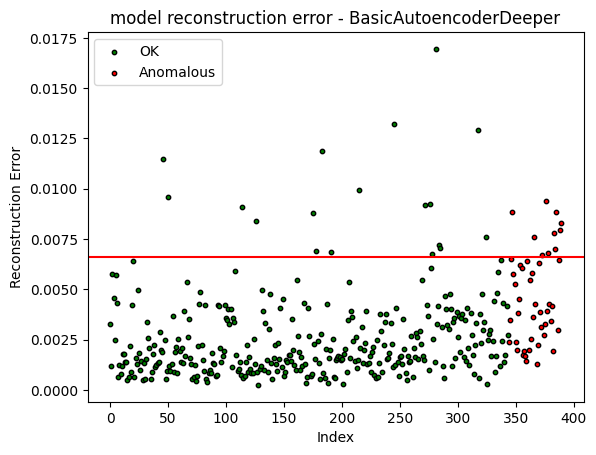 model reconstruction error - BasicAutoencoderDeeper
OK
Anomalous
Reconstruction Error
0.0175
0.0150
0.0125
0.0100
0.0075
0.0050
0.0025
0.0000
0 50 100 150 200 250 300 350 400
Index